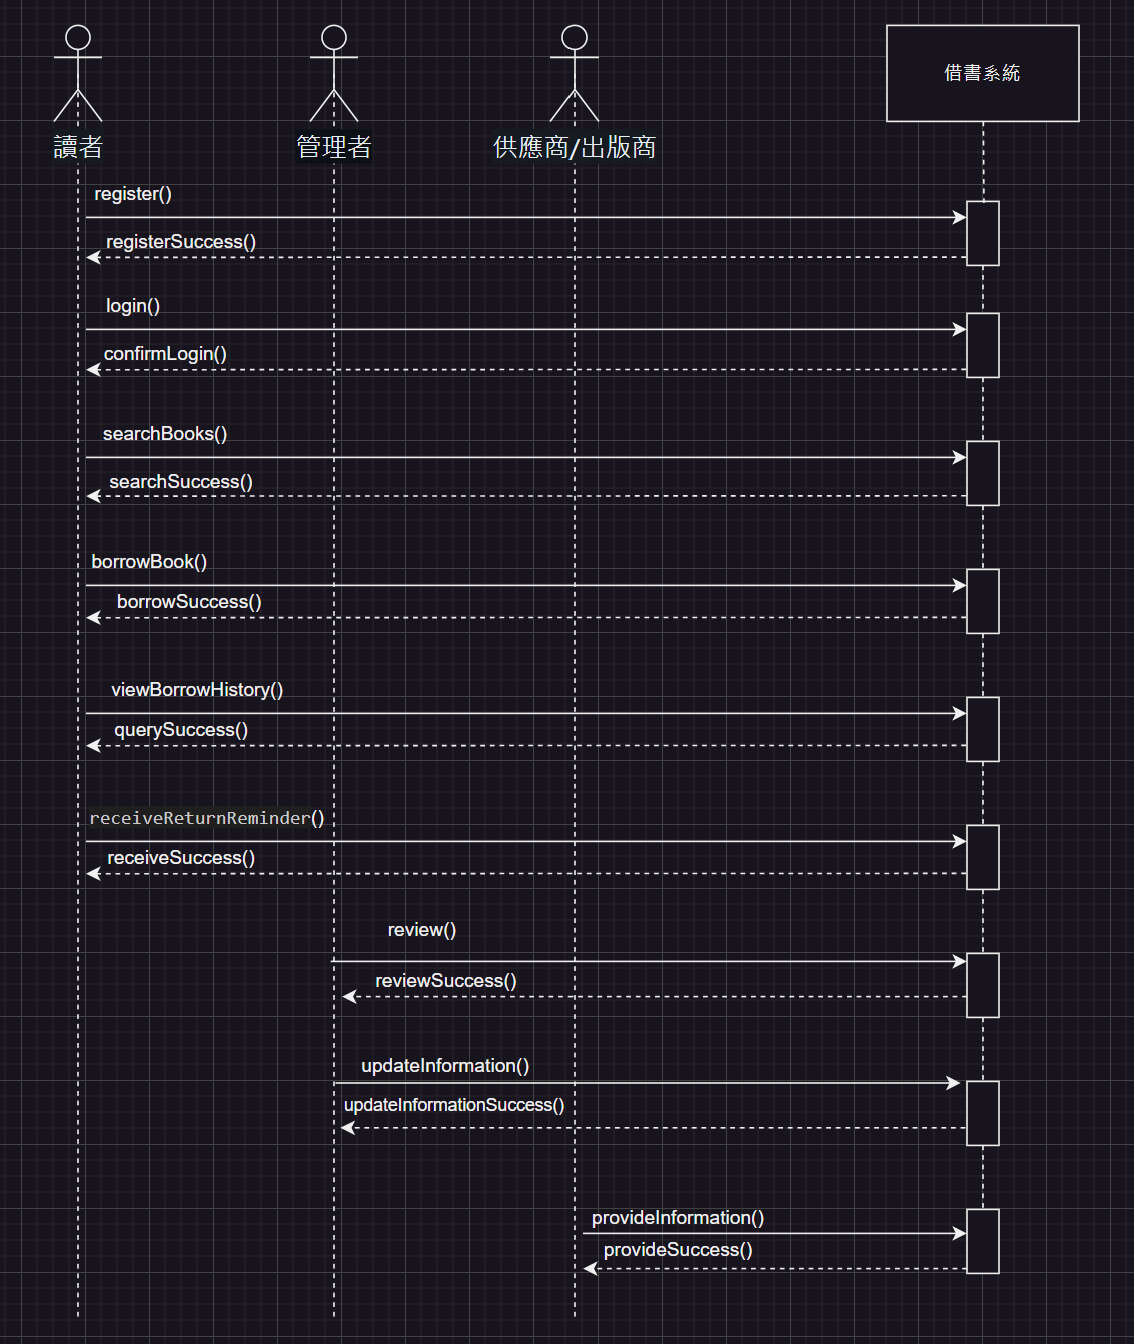 讀者
管理者
供應商/出版商
借書系統
register()
registerSuccess()
login()
confirmLogin()
searchBooks()
searchSuccess()
borrowBook()
borrowSuccess()
viewBorrowHistory()
querySuccess()
receiveReturnReminder()
receiveSuccess()
review()
reviewSuccess()
updateInformation()
updateInformationSuccess()
provideInformation()
provideSuccess()